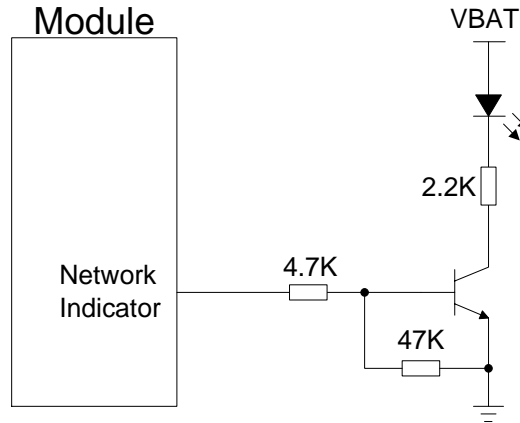 Module
VBAT
2.2K
4.7K
Network
Indicator
47K